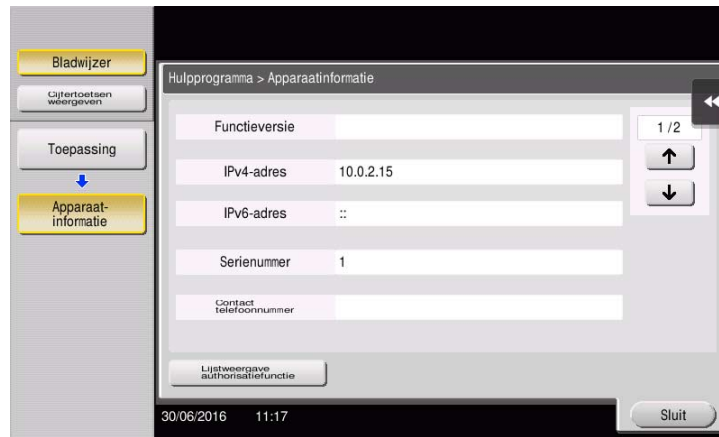 Bladwijzer
Cijfertoetsen
weergeven
Toepassing
Apparaat-
informatie
Hulpprogramma > Apparaatinformatie
Functieversie
1 /2
IPv4-adres 10.0.2.15
IPv6-adres ::
Serienummer 1
Contact
telefoonnummer
Lijstweergave
authorisatiefunctie
30/06/2016 11:17
Sluit